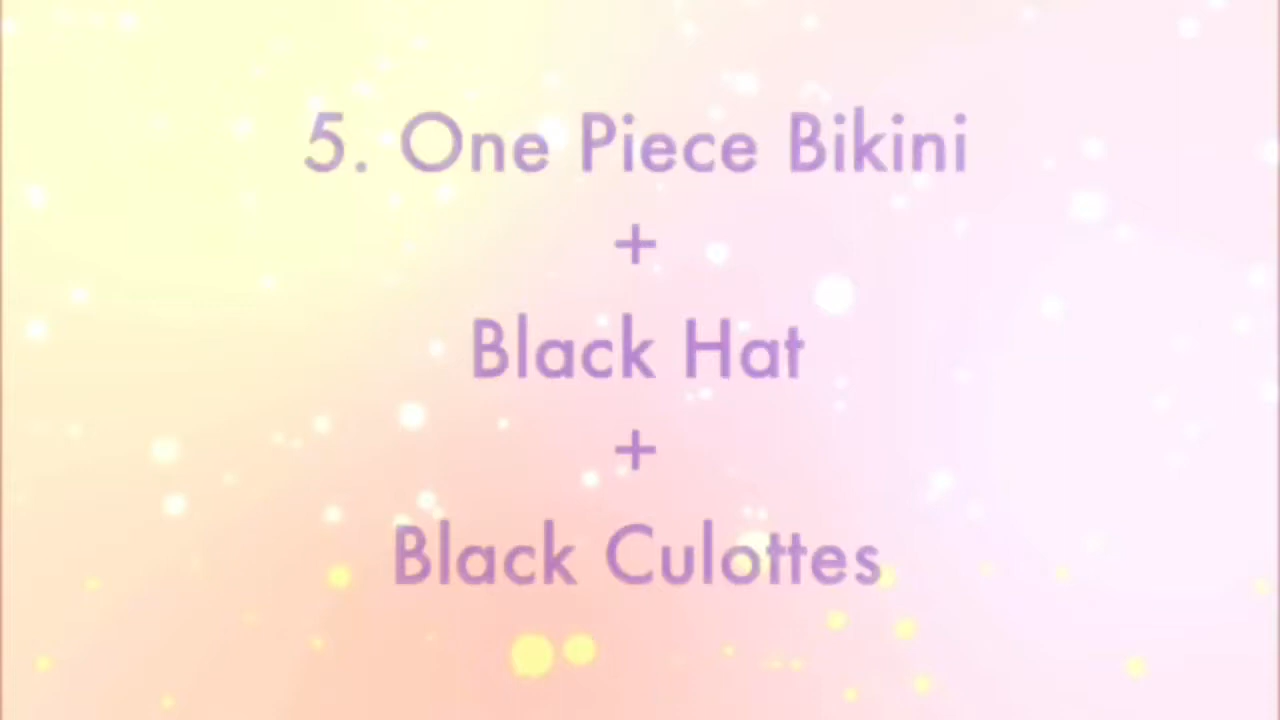 5. One Piece Bikini
+
Black Hat
+
Black Culottes